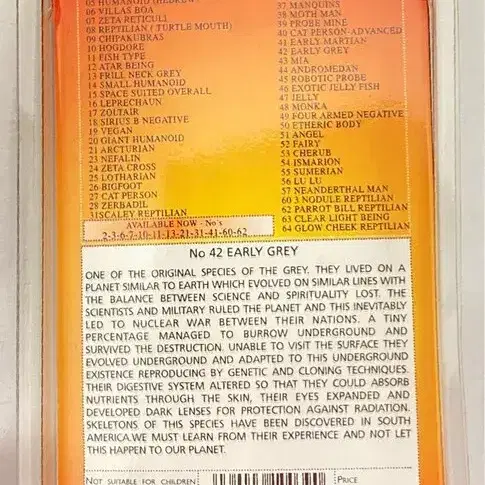 05 HUMANOID (HEBREW)
06 VILLAS BOA
07 ZETA RETICULI
08 REPTILIAN ( TURTLE MOUTH)
09 CHIPAKUBRAS
10 HOGDORE
11 FISH TYPE
12 ATAR BEING
13 FRILL NECK GREY
14 SMALL HUMANOID
15 SPACE SUITED OVERALL
16 LEPRECHAUN
17 ZOLTAIR
18 SIRIUS B NEGATIVE
19 VEGAN
20 GIANT HUMANOID
21 ARCTURIAN
23 NEFALIN
24 ZETA CROSS
25 LOTHARIAN
26 BIGFOOT
27 CAT PERSON
28 ZERBADIL
31SCALEY REPTILIAN
37 MANQUINS
38 MOTH MAN
39 PROBE MINE
40 CAT PERSON-ADVANCED
41 EARLY MARTIAN
42 EARLY GREY
43 MIA
44 ANDROMEDAN
45 ROBOTIC PROBE
46 EXOTIC JELLY FISH
47 JELLY
48 MONKA
49 FOUR ARMED NEGATIVE
50 ETHERIC BODY
51 ANGEL
52 FAIRY
53 CHERUB
54 ISMARION
55 SUMERIAN
56 LU LU
57 NEANDERTHAL MAN
60 3 NODULE REPTILIAN
62 PARROT BILL REPTILIAN
63 CLEAR LIGHT BEING
64 GLOW CHEEK REPTILIAN
AVAILABLE NOW - No's
2-3-6-7-10-11-13-21-31-41-60-62
No 42 EARLY GREY
ONE OF THE ORIGINAL SPECIES OF THE GREY. THEY LIVED ON A
PLANET SIMILAR TO EARTH WHICH EVOLVED ON SIMILAR LINES WITH
THE BALANCE BETWEEN SCIENCE AND SPIRITUALITY LOST. THE
SCIENTISTS AND MILITARY RULED THE PLANET AND THIS INEVITABLY
LED TO NUCLEAR WAR BETWEEN THEIR NATIONS. A TINY
PERCENTAGE MANAGED TO BURROW UNDERGROUND AND
SURVIVED THE DESTRUCTION. UNABLE TO VISIT THE SURFACE THEY
EVOLVED UNDERGROUND AND ADAPTED TO THIS UNDERGROUND
EXISTENCE REPRODUCING BY GENETIC AND CLONING TECHNIQUES.
THEIR DIGESTIVE SYSTEM ALTERED SO THAT THEY COULD ABSORB
NUTRIENTS THROUGH THE SKIN, THEIR EYES EXPANDED AND
DEVELOPED DARK LENSES FOR PROTECTION AGAINST RADIATION.
SKELETONS OF THIS SPECIES HAVE BEEN DISCOVERED IN SOUTH
AMERICA.WE MUST LEARN FROM THEIR EXPERIENCE AND NOT LET
THIS HAPPEN TO OUR PLANET.
NOT SUITABLE FOR CHILDREN
PRICE